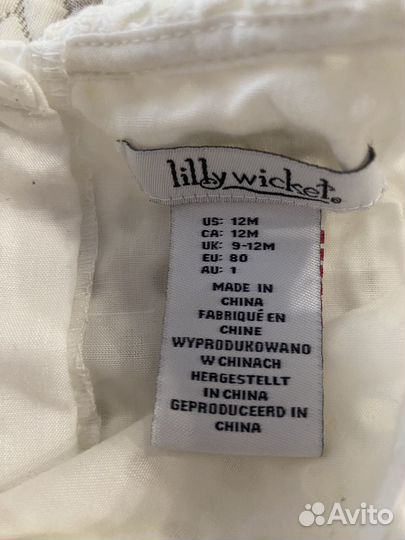 lilly wicket®
US: 12M
CA: 12M
UK: 9-12M
EU: 80
AU: 1
MADE IN
CHINA
FABRIQUÉ EN
CHINE
WYPRODUKOWANO
W CHINACH
HERGESTELLT
IN CHINA
GEPRODUCEERD IN
CHINA
Avito